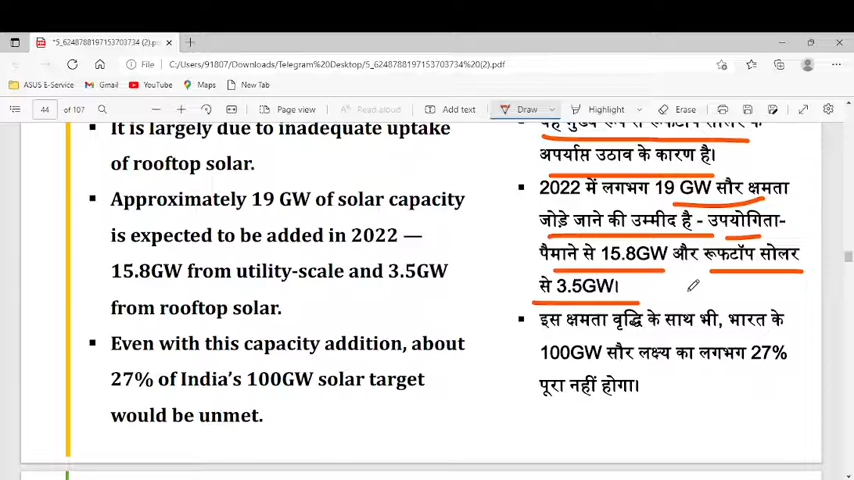 *5_6248788197153703734 (2).pdf
File
C:/Users/91807/Downloads/Telegram%20Desktop/5_6248788197153703734%20(2).pdf
ASUS E-Service
Gmail
YouTube
Maps
New Tab
44 of 107
Page view
Read aloud
Add text
Draw
Highlight
Erase
It is largely due to inadequate uptake
of rooftop solar.
Approximately 19 GW of solar capacity
is expected to be added in 2022 —
15.8GW from utility-scale and 3.5GW
from rooftop solar.
Even with this capacity addition, about
27% of India's 100GW solar target
would be unmet.
यह मुख्य रूप से रूफटॉप सोलर के
अपर्याप्त उठाव के कारण है।
2022 में लगभग 19 GW सौर क्षमता
जोड़े जाने की उम्मीद है - उपयोगिता-
पैमाने से 15.8GW और रूफटॉप सोलर
से 3.5GW।
इस क्षमता वृद्धि के साथ भी, भारत के
100GW सौर लक्ष्य का लगभग 27%
पूरा नहीं होगा।